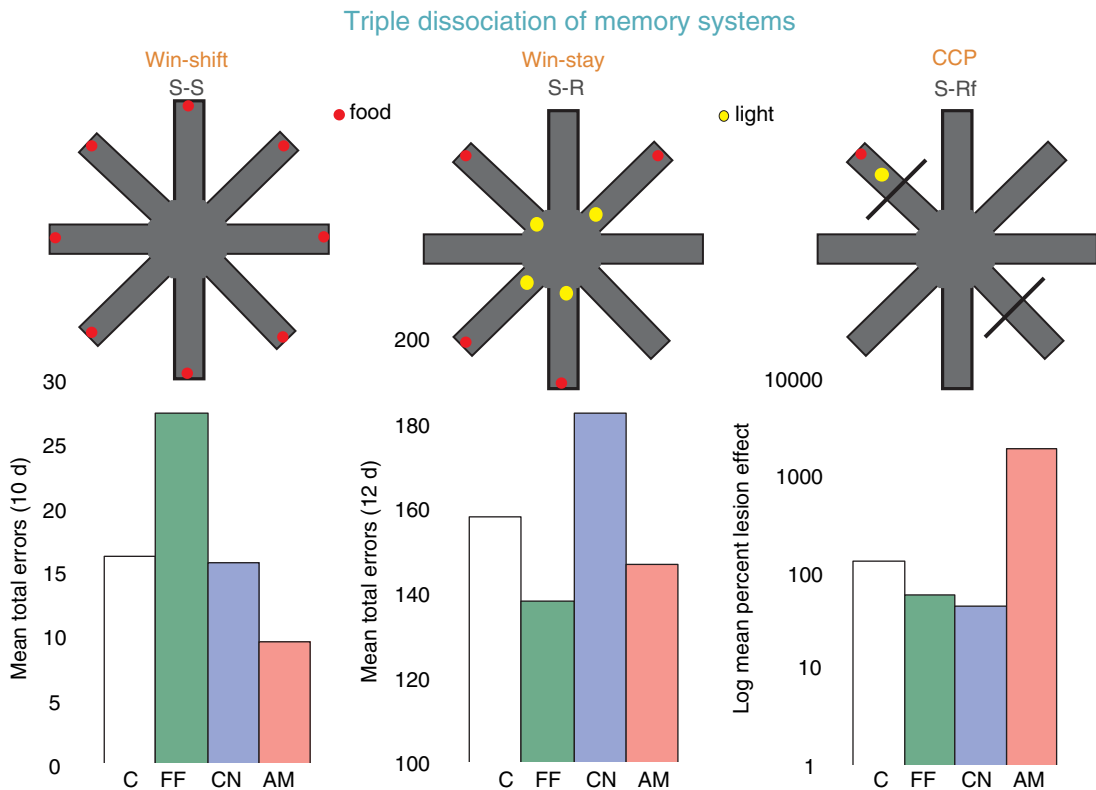 Triple dissociation of memory systems
Win-shift
S-S
food
Win-stay
S-R
light
CCP
S-Rf
Mean total errors (10 d)
30
25
20
15
10
5
0
C FF CN AM
Mean total errors (12 d)
200
180
160
140
120
100
C FF CN AM
Log mean percent lesion effect
10000
1000
100
10
1
C FF CN AM